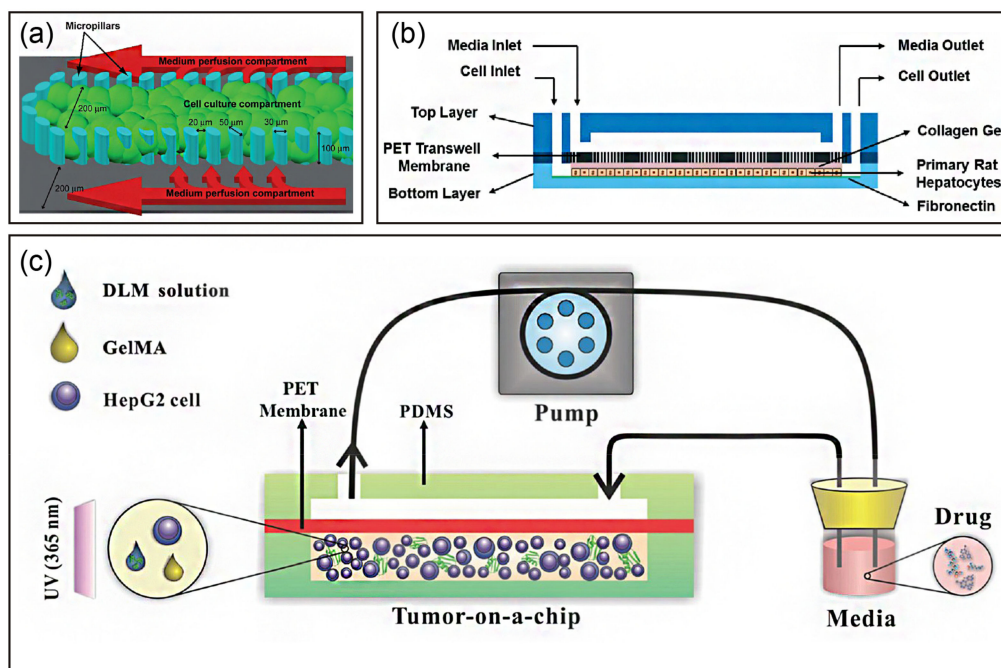 (a)
Micropillars
Medium perfusion compartment
Cell culture compartment
200 µm
20 µm
50 µm
30 µm
100 µm
200 µm
Medium perfusion compartment
(b)
Media Inlet
Cell Inlet
Top Layer
PET Transwell
Membrane
Bottom Layer
Media Outlet
Cell Outlet
Collagen Gel
Primary Rat
Hepatocytes
Fibronectin
(c)
DLM solution
GelMA
HepG2 cell
PET
Membrane
PDMS
Pump
UV (365 nm)
Tumor-on-a-chip
Drug
Media